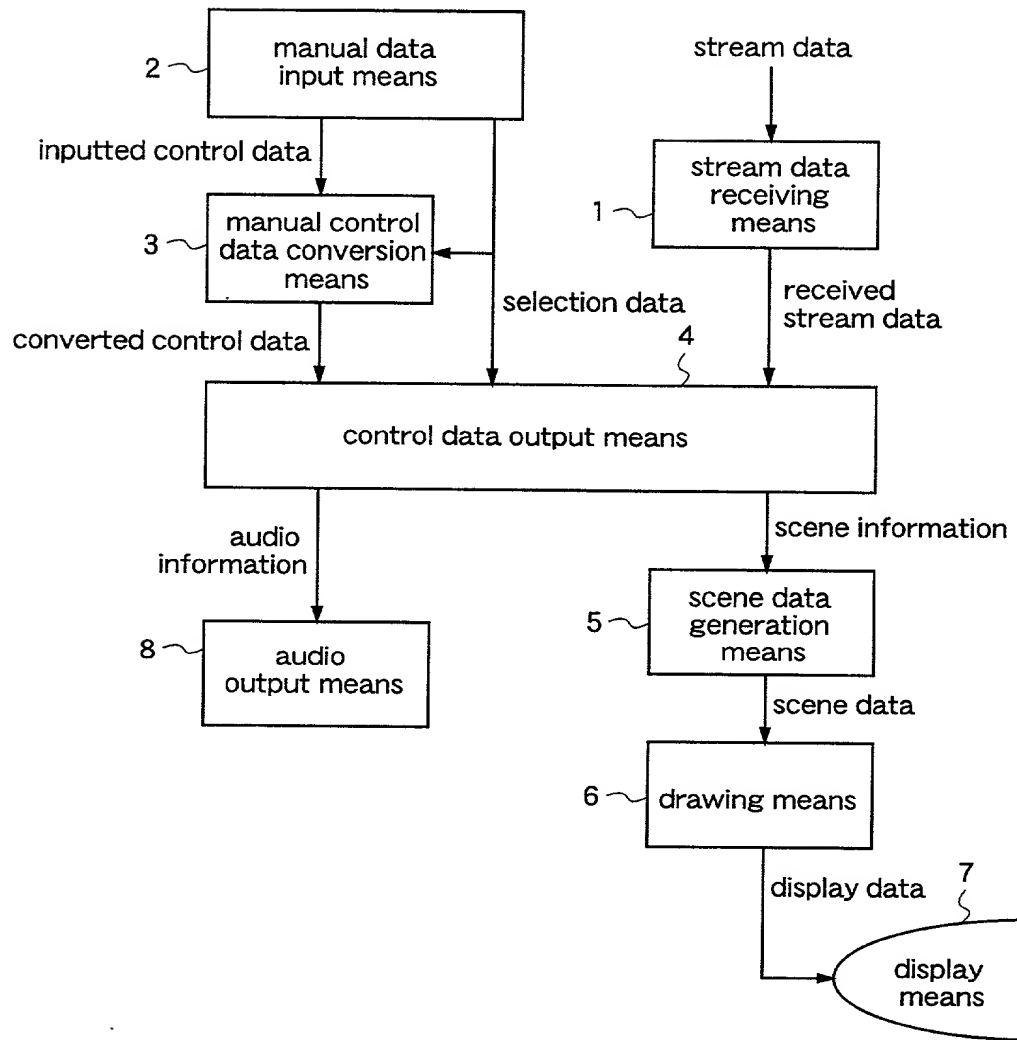 manual data
input means
2
stream data
inputted control data
stream data
receiving
means
1
manual control
data conversion
means
3
selection data
received
stream data
converted control data
4
control data output means
audio
information
scene information
scene data
generation
means
5
8
audio
output means
scene data
6
drawing means
display data
7
display
means